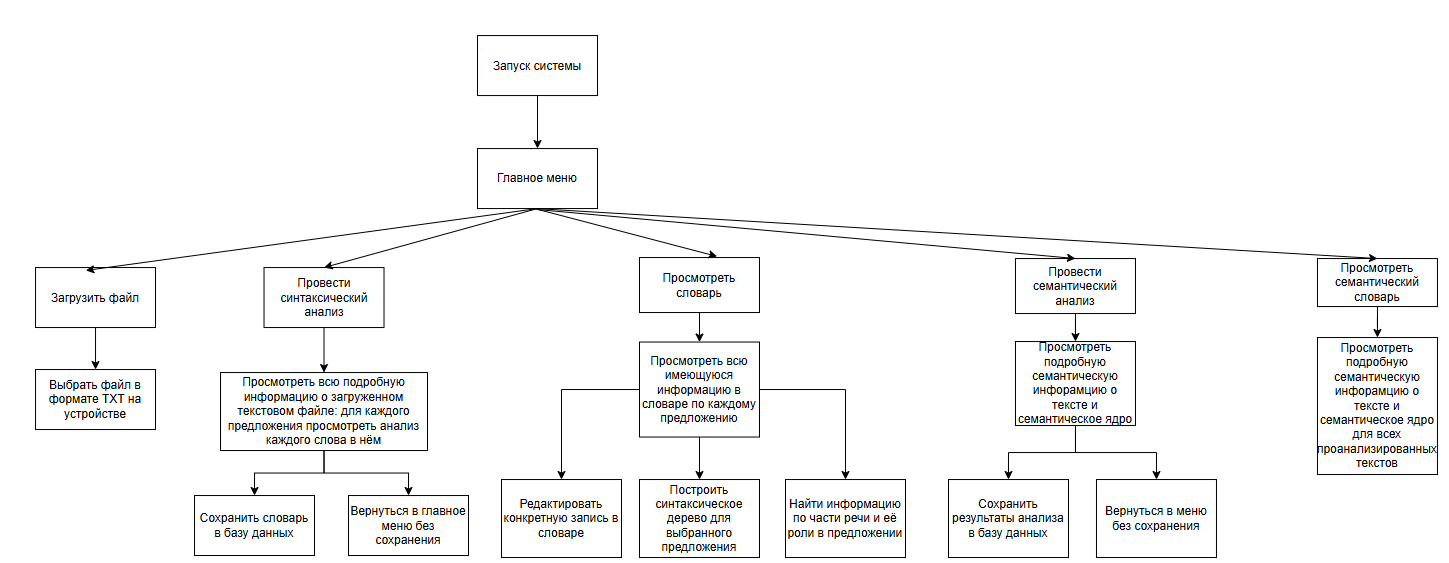 Запуск системы
Главное меню
Загрузить файл
Провести
синтаксический
анализ
Просмотреть
словарь
Провести
семантический
анализ
Просмотреть
семантический
словарь
Выбрать файл в
формате TXT на
устройстве
Просмотреть всю подробную
информацию о загруженном
текстовом файле: для каждого
предложения просмотреть анализ
каждого слова в нём
Просмотреть всю
имеющуюся
информацию в
словаре по каждому
предложению
Просмотреть
подробную
семантическую
инфорамцию о
тексте и
семантическое ядро
Просмотреть
подробную
семантическую
инфорамцию о
тексте и
семантическое ядро
для всех
проанализированных
текстов
Сохранить словарь
в базу данных
Вернуться в главное
меню без
сохранения
Редактировать
конкретную запись в
словаре
Построить
синтаксическое
дерево для
выбранного
предложения
Найти информацию
по части речи и её
роли в предложении
Сохранить
результаты анализа
в базу данных
Вернуться в меню
без сохранения